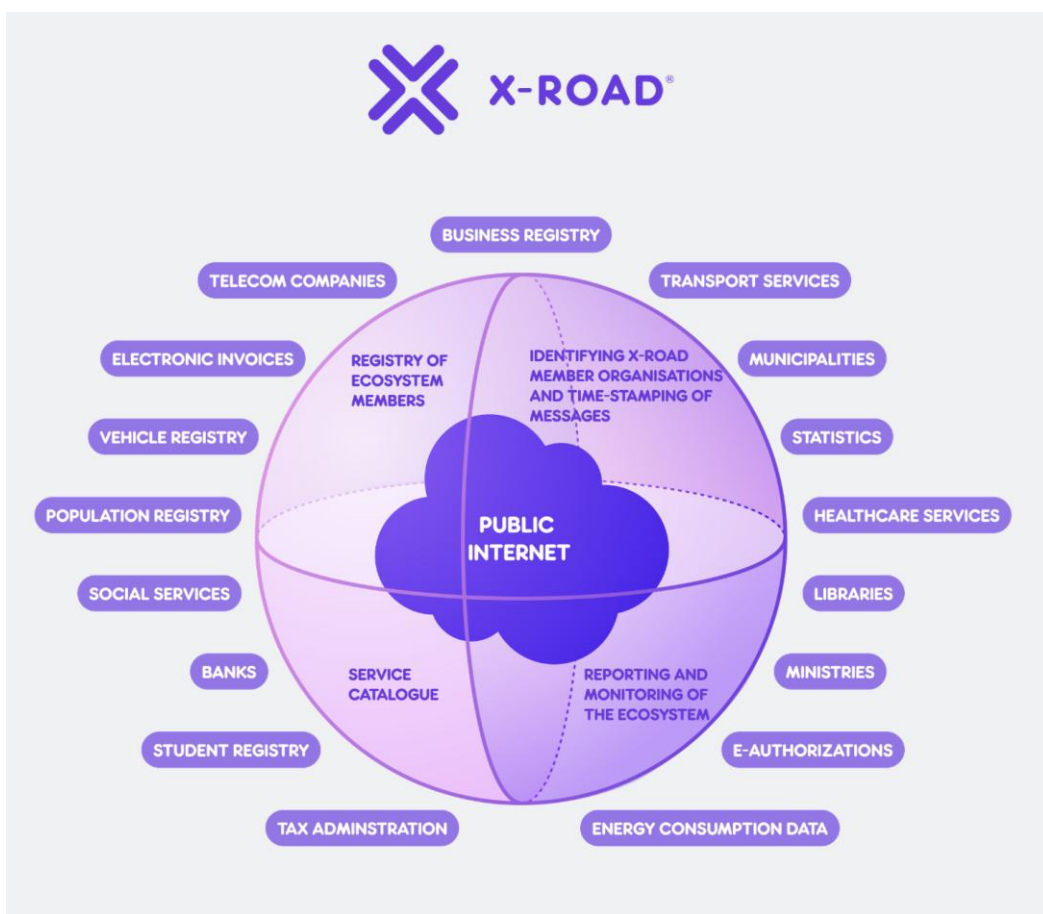 X-ROAD®
BUSINESS REGISTRY
TELECOM COMPANIES
TRANSPORT SERVICES
ELECTRONIC INVOICES
REGISTRY OF
ECOSYSTEM
MEMBERS
IDENTIFYING X-ROAD
MEMBER ORGANISATIONS
AND TIME-STAMPING OF
MESSAGES
MUNICIPALITIES
VEHICLE REGISTRY
STATISTICS
POPULATION REGISTRY
PUBLIC
INTERNET
HEALTHCARE SERVICES
SOCIAL SERVICES
LIBRARIES
BANKS
SERVICE
CATALOGUE
REPORTING AND
MONITORING OF
THE ECOSYSTEM
MINISTRIES
STUDENT REGISTRY
E-AUTHORIZATIONS
TAX ADMINSTRATION
ENERGY CONSUMPTION DATA